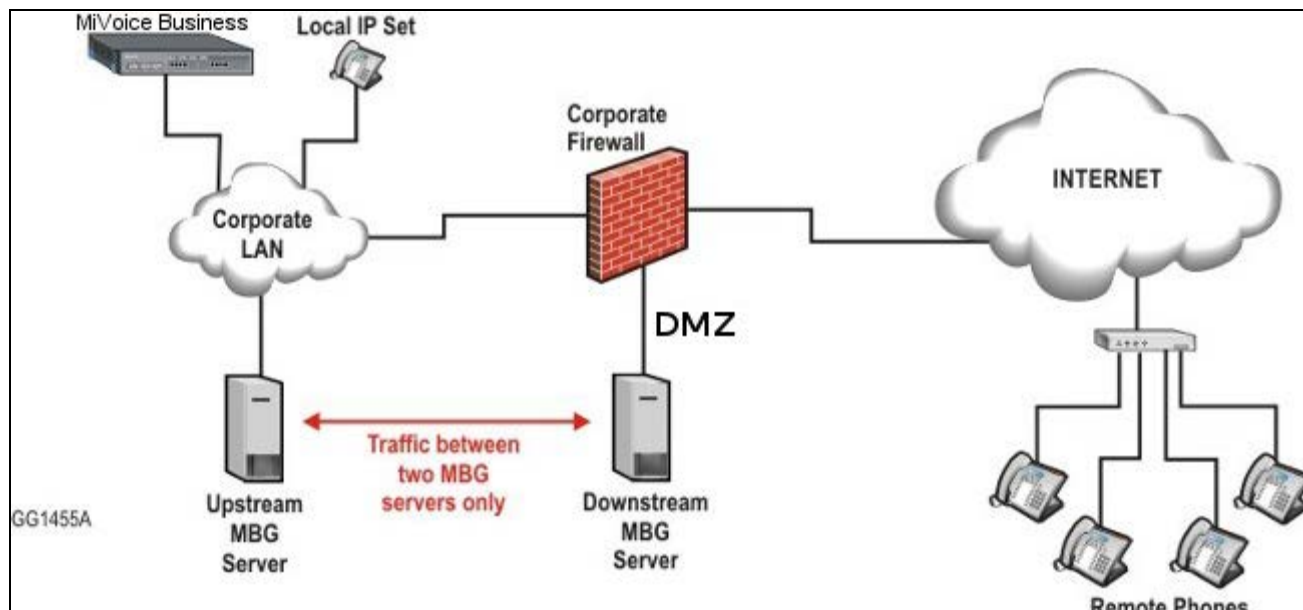 MiVoice Business
Local IP Set
Corporate
Firewall
INTERNET
Corporate
LAN
DMZ
Traffic between
two MBG
servers only
Upstream
MBG
Server
Downstream
MBG
Server
GG1455A
Remote Phones